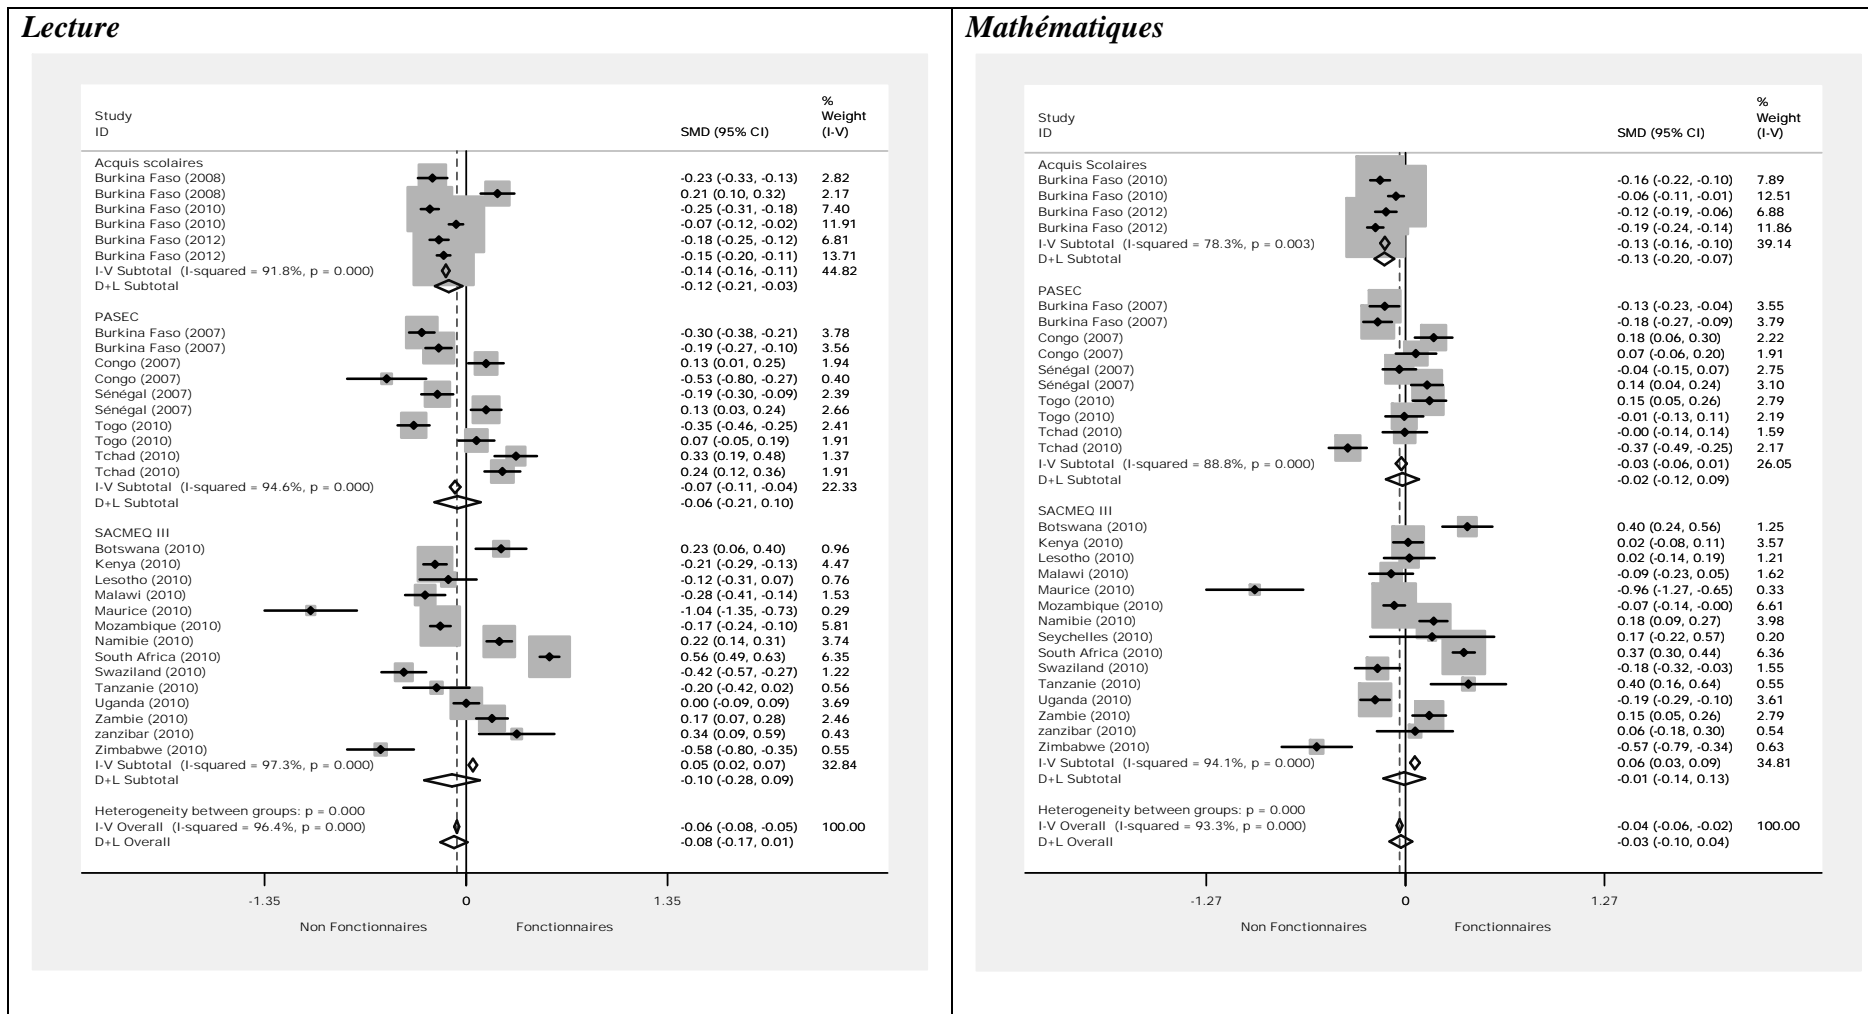 Lecture
%
Study Weight
ID SMD (95% CI) (I-V)
Acquis scolaires
Burkina Faso (2008) -0.23 (-0.33, -0.13) 2.82
Burkina Faso (2008) 0.21 (0.10, 0.32) 2.17
Burkina Faso (2010) -0.25 (-0.31, -0.18) 7.40
Burkina Faso (2010) -0.07 (-0.12, -0.02) 11.91
Burkina Faso (2012) -0.18 (-0.25, -0.12) 6.81
Burkina Faso (2012) -0.15 (-0.20, -0.11) 13.71
I-V Subtotal (I-squared = 91.8%, p = 0.000) -0.14 (-0.16, -0.11) 44.82
D+L Subtotal -0.12 (-0.21, -0.03)
PASEC
Burkina Faso (2007) -0.30 (-0.38, -0.21) 3.78
Burkina Faso (2007) -0.19 (-0.27, -0.10) 3.56
Congo (2007) 0.13 (0.01, 0.25) 1.94
Congo (2007) -0.53 (-0.80, -0.27) 0.40
Sénégal (2007) -0.19 (-0.30, -0.09) 2.39
Sénégal (2007) 0.13 (0.03, 0.24) 2.66
Togo (2010) -0.35 (-0.46, -0.25) 2.41
Togo (2010) 0.07 (-0.05, 0.19) 1.91
Tchad (2010) 0.33 (0.19, 0.48) 1.37
Tchad (2010) 0.24 (0.12, 0.36) 1.91
I-V Subtotal (I-squared = 94.6%, p = 0.000) -0.07 (-0.11, -0.04) 22.33
D+L Subtotal -0.06 (-0.21, 0.10)
SACMEQ III
Botswana (2010) 0.23 (0.06, 0.40) 0.96
Kenya (2010) -0.21 (-0.29, -0.13) 4.47
Lesotho (2010) -0.12 (-0.31, 0.07) 0.76
Malawi (2010) -0.28 (-0.41, -0.14) 1.53
Maurice (2010) -1.04 (-1.35, -0.73) 0.29
Mozambique (2010) -0.17 (-0.24, -0.10) 5.81
Namibie (2010) 0.22 (0.14, 0.31) 3.74
South Africa (2010) 0.56 (0.49, 0.63) 6.35
Swaziland (2010) -0.42 (-0.57, -0.27) 1.22
Tanzanie (2010) -0.20 (-0.42, 0.02) 0.56
Uganda (2010) 0.00 (-0.09, 0.09) 3.69
Zambie (2010) 0.17 (0.07, 0.28) 2.46
zanzibar (2010) 0.34 (0.09, 0.59) 0.43
Zimbabwe (2010) -0.58 (-0.80, -0.35) 0.55
I-V Subtotal (I-squared = 97.3%, p = 0.000) 0.05 (0.02, 0.07) 32.84
D+L Subtotal -0.10 (-0.28, 0.09)
Heterogeneity between groups: p = 0.000
I-V Overall (I-squared = 96.4%, p = 0.000) -0.06 (-0.08, -0.05) 100.00
D+L Overall -0.08 (-0.17, 0.01)
-1.35 0 1.35
Non Fonctionnaires Fonctionnaires
Mathématiques
%
Study Weight
ID SMD (95% CI) (I-V)
Acquis Scolaires
Burkina Faso (2010) -0.16 (-0.22, -0.10) 7.89
Burkina Faso (2010) -0.06 (-0.11, -0.01) 12.51
Burkina Faso (2012) -0.12 (-0.19, -0.06) 6.88
Burkina Faso (2012) -0.19 (-0.24, -0.14) 11.86
I-V Subtotal (I-squared = 78.3%, p = 0.003) -0.13 (-0.16, -0.10) 39.14
D+L Subtotal -0.13 (-0.20, -0.07)
PASEC
Burkina Faso (2007) -0.13 (-0.23, -0.04) 3.55
Burkina Faso (2007) -0.18 (-0.27, -0.09) 3.79
Congo (2007) 0.18 (0.06, 0.30) 2.22
Congo (2007) 0.07 (-0.06, 0.20) 1.91
Sénégal (2007) -0.04 (-0.15, 0.07) 2.75
Sénégal (2007) 0.14 (0.04, 0.24) 3.10
Togo (2010) 0.15 (0.05, 0.26) 2.79
Togo (2010) -0.01 (-0.13, 0.11) 2.19
Tchad (2010) -0.00 (-0.14, 0.14) 1.59
Tchad (2010) -0.37 (-0.49, -0.25) 2.17
I-V Subtotal (I-squared = 88.8%, p = 0.000) -0.03 (-0.06, 0.01) 26.05
D+L Subtotal -0.02 (-0.12, 0.09)
SACMEQ III
Botswana (2010) 0.40 (0.24, 0.56) 1.25
Kenya (2010) 0.02 (-0.08, 0.11) 3.57
Lesotho (2010) 0.02 (-0.14, 0.19) 1.21
Malawi (2010) -0.09 (-0.23, 0.05) 1.62
Maurice (2010) -0.96 (-1.27, -0.65) 0.33
Mozambique (2010) -0.07 (-0.14, -0.00) 6.61
Namibie (2010) 0.18 (0.09, 0.27) 3.98
Seychelles (2010) 0.17 (-0.22, 0.57) 0.20
South Africa (2010) 0.37 (0.30, 0.44) 6.36
Swaziland (2010) -0.18 (-0.32, -0.03) 1.55
Tanzanie (2010) 0.40 (0.16, 0.64) 0.55
Uganda (2010) -0.19 (-0.29, -0.10) 3.61
Zambie (2010) 0.15 (0.05, 0.26) 2.79
zanzibar (2010) 0.06 (-0.18, 0.30) 0.54
Zimbabwe (2010) -0.57 (-0.79, -0.34) 0.63
I-V Subtotal (I-squared = 94.1%, p = 0.000) 0.06 (0.03, 0.09) 34.81
D+L Subtotal -0.01 (-0.14, 0.13)
Heterogeneity between groups: p = 0.000
I-V Overall (I-squared = 93.3%, p = 0.000) -0.04 (-0.06, -0.02) 100.00
D+L Overall -0.03 (-0.10, 0.04)
-1.27 0 1.27
Non Fonctionnaires Fonctionnaires